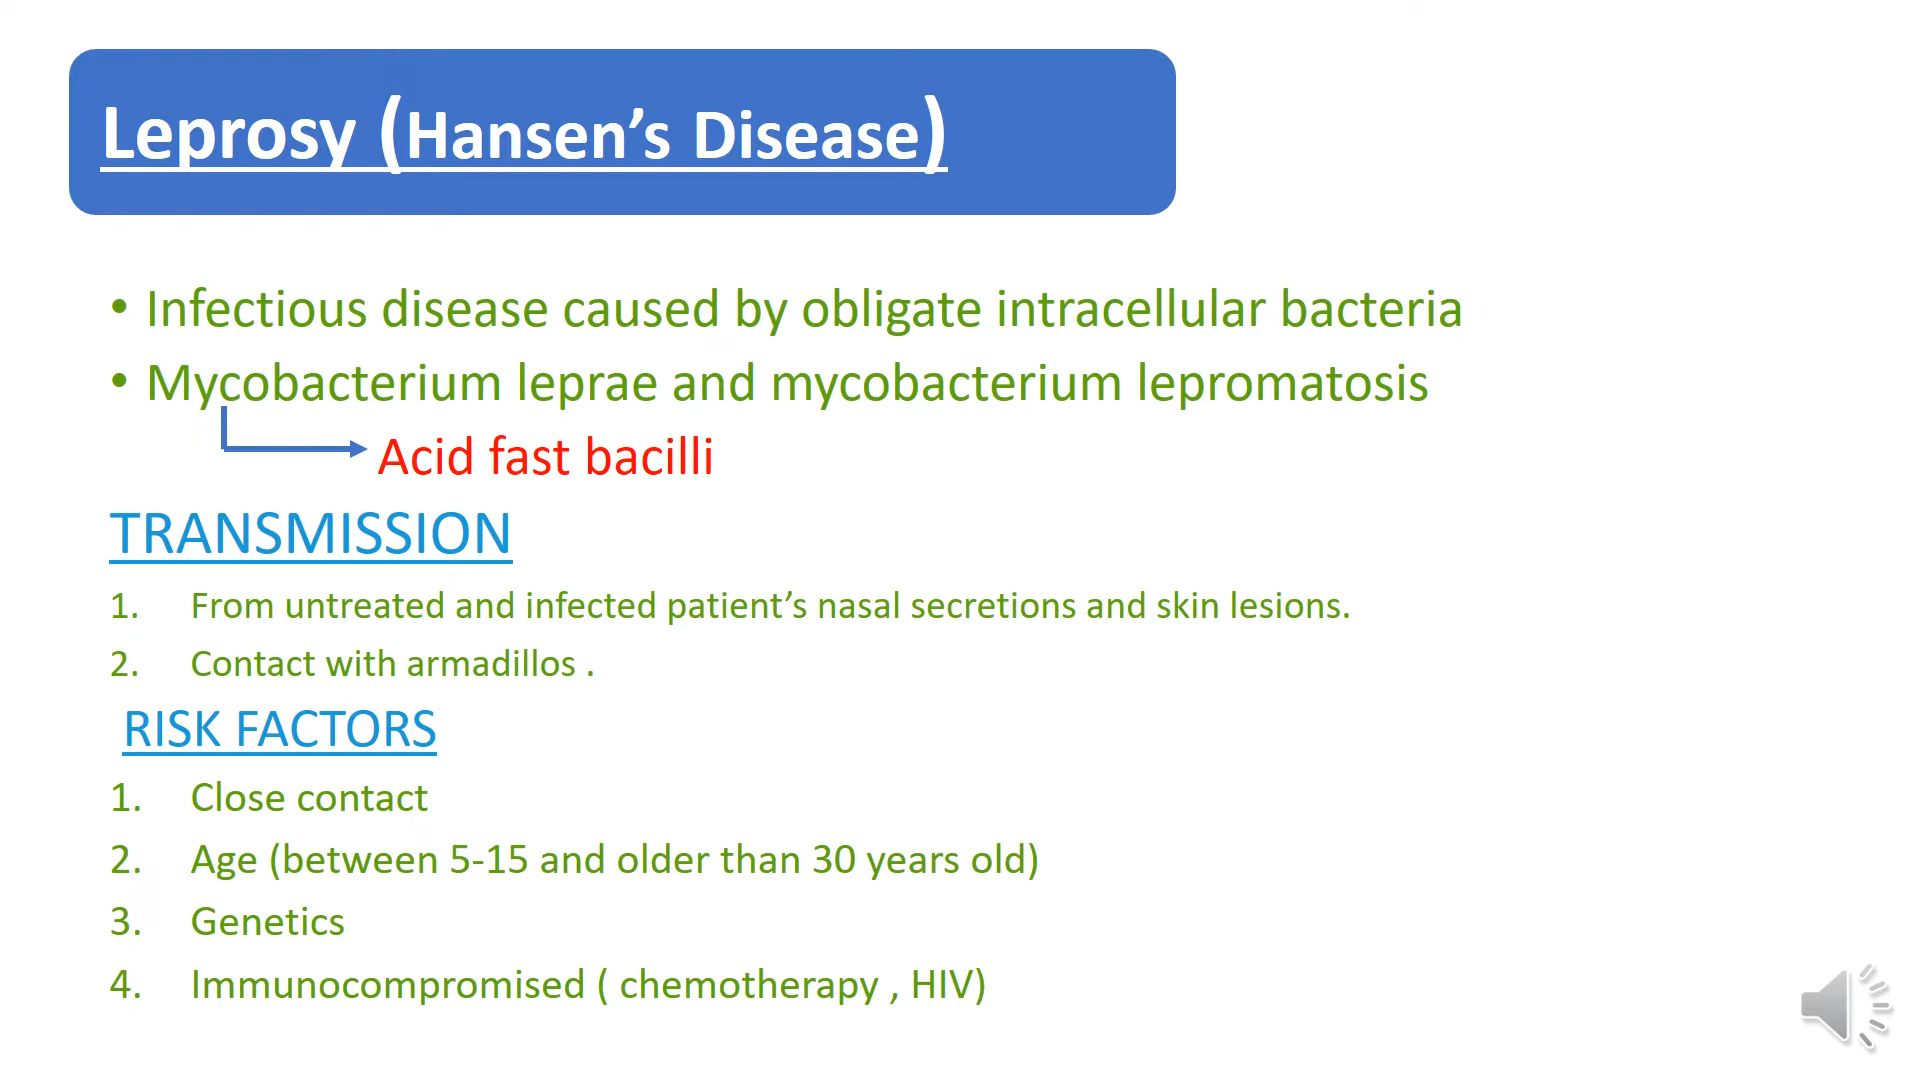 Leprosy (Hansen’s Disease)
• Infectious disease caused by obligate intracellular bacteria
• Mycobacterium leprae and mycobacterium lepromatosis
Acid fast bacilli
TRANSMISSION
1. From untreated and infected patient’s nasal secretions and skin lesions.
2. Contact with armadillos .
RISK FACTORS
1. Close contact
2. Age (between 5-15 and older than 30 years old)
3. Genetics
4. Immunocompromised ( chemotherapy , HIV)